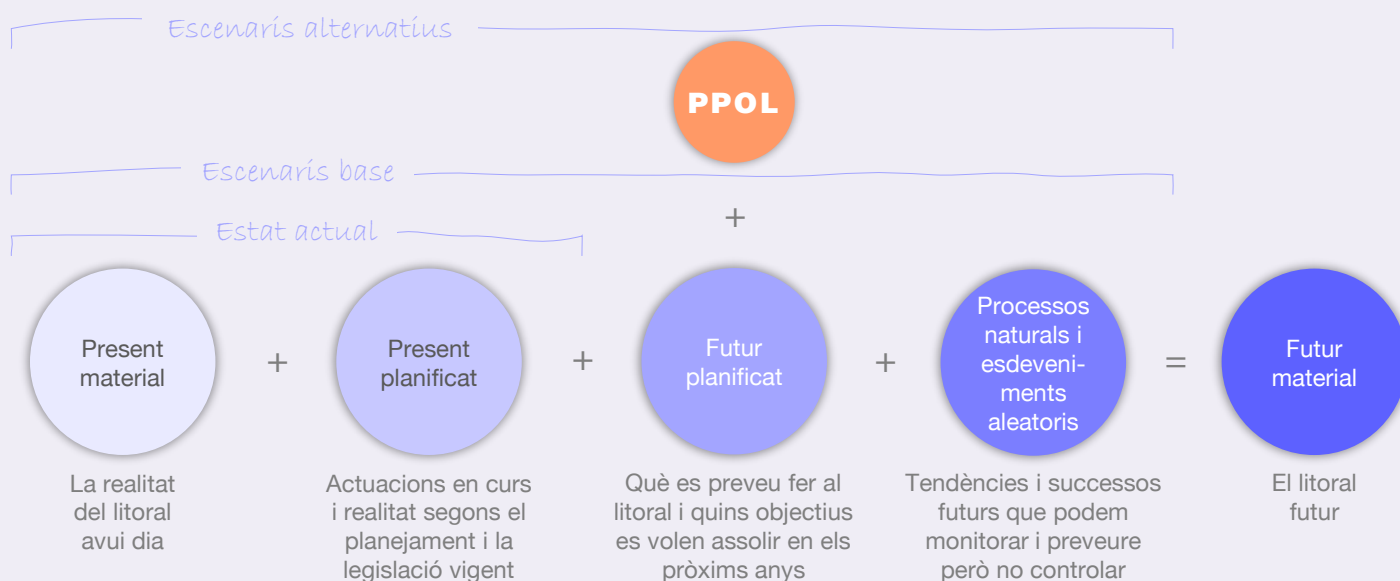 Escenaris alternatius
PPOL
Escenaris base
+
Estat actual
Present
material
+
Present
planificat
+
Futur
planificat
+
Processos
naturals i
esdeveni-
ments
aleatoris
=
Futur
material
La realitat
del litoral
avui dia
Actuacions en curs
i realitat segons el
planejament i la
legislació vigent
Què es preveu fer al
litoral i quins objectius
es volen assolir en els
pròxims anys
Tendències i successos
futurs que podem
monitorar i preveure
però no controlar
El litoral
futur